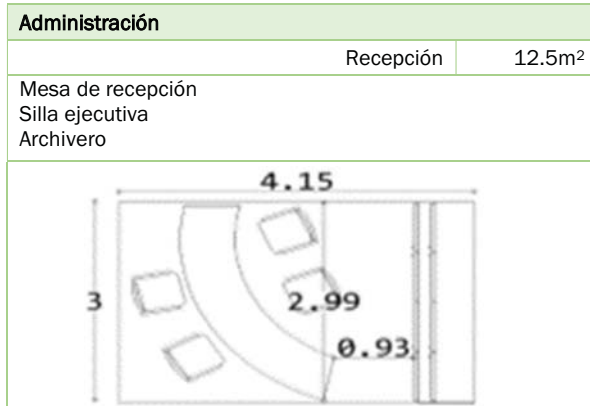 Administración
Recepción 12.5m²
Mesa de recepción
Silla ejecutiva
Archivero
4.15
3
2.99
0.93